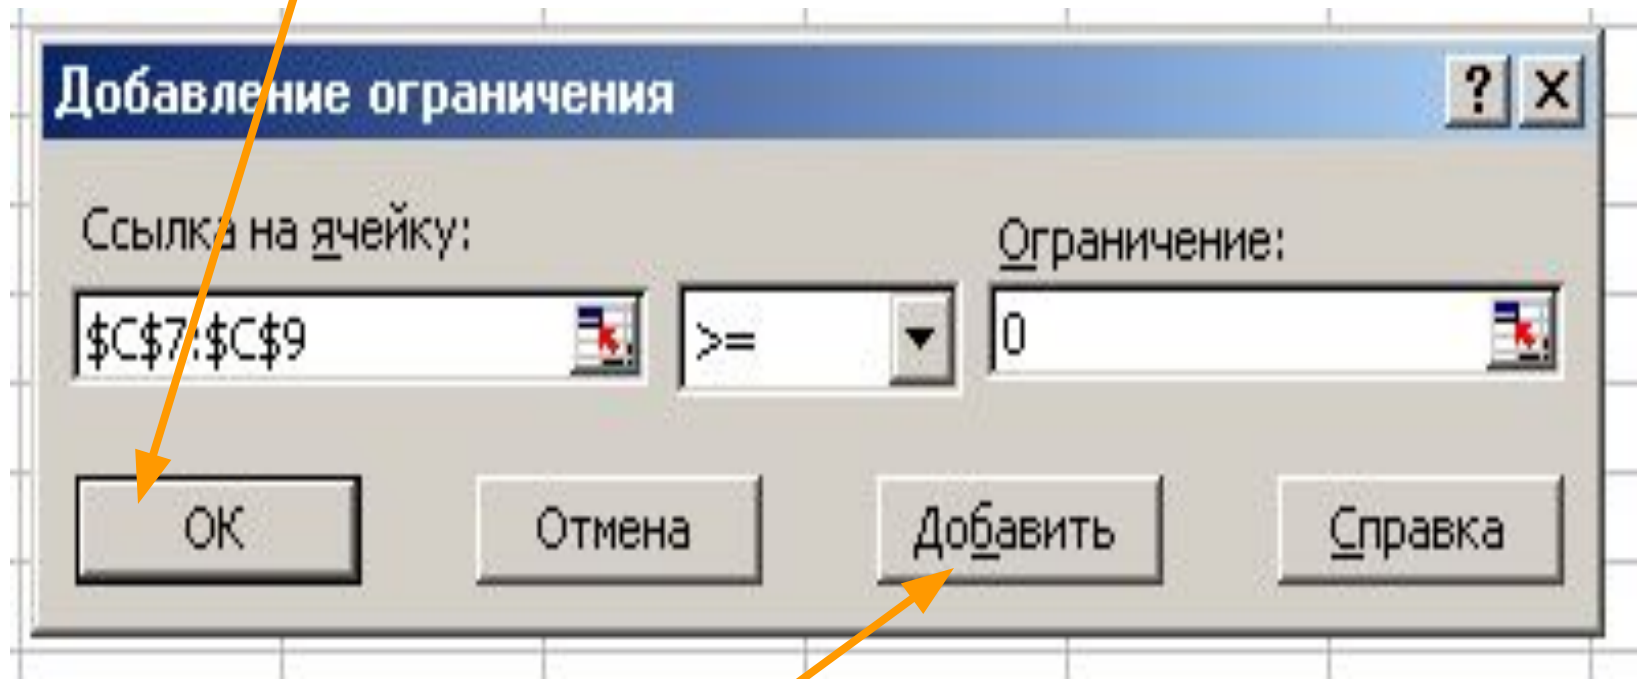 Добавление ограничения ? X
Ссылка на ячейку: Ограничение:
$C$7:$C$9 >= 0
ОК Отмена Добавить Справка